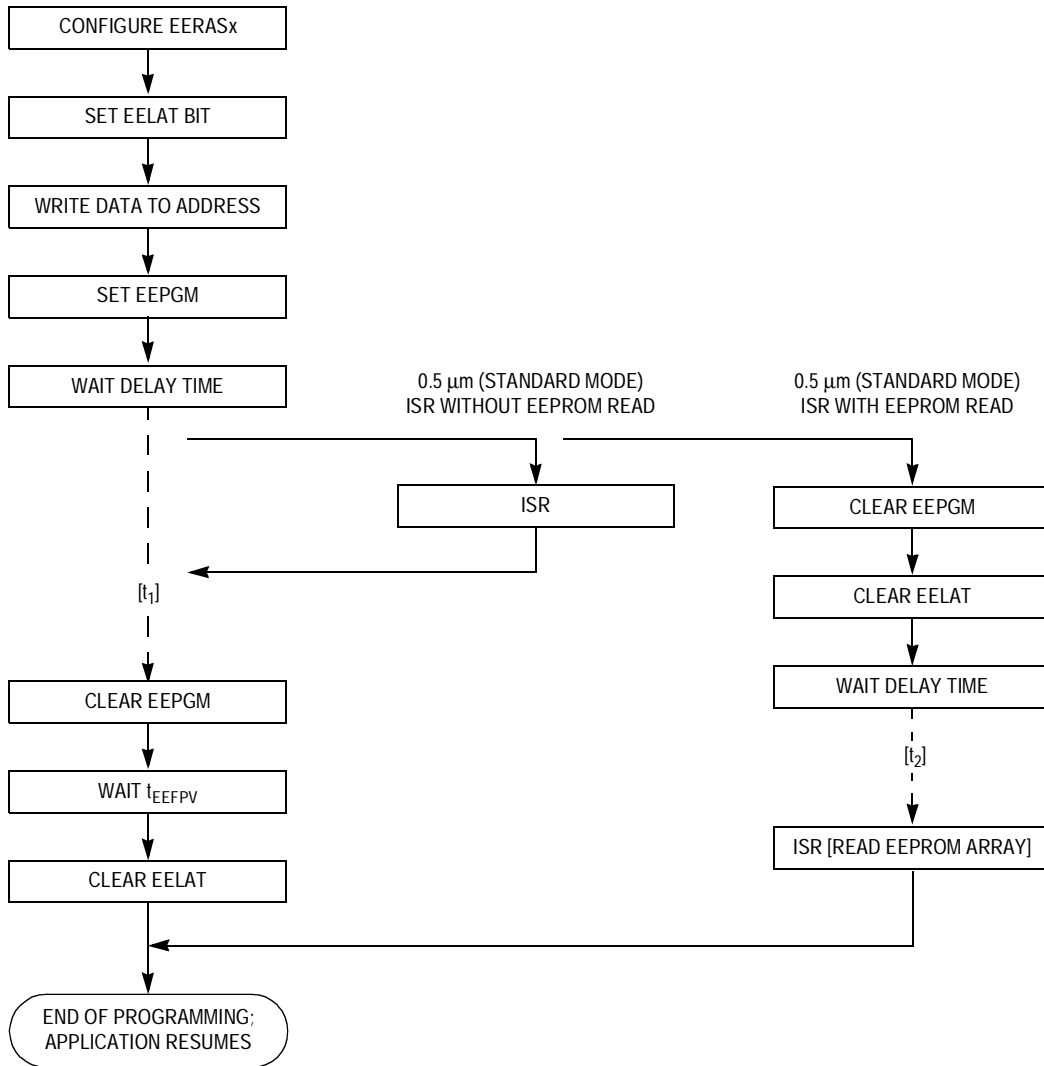 CONFIGURE EERASx
SET EELAT BIT
WRITE DATA TO ADDRESS
SET EEPGM
WAIT DELAY TIME
0.5 μm (STANDARD MODE)
ISR WITHOUT EEPROM READ
0.5 μm (STANDARD MODE)
ISR WITH EEPROM READ
ISR
CLEAR EEPGM
[t1]
CLEAR EELAT
CLEAR EEPGM
WAIT DELAY TIME
[t2]
WAIT tEEFPV
ISR [READ EEPROM ARRAY]
CLEAR EELAT
END OF PROGRAMMING;
APPLICATION RESUMES